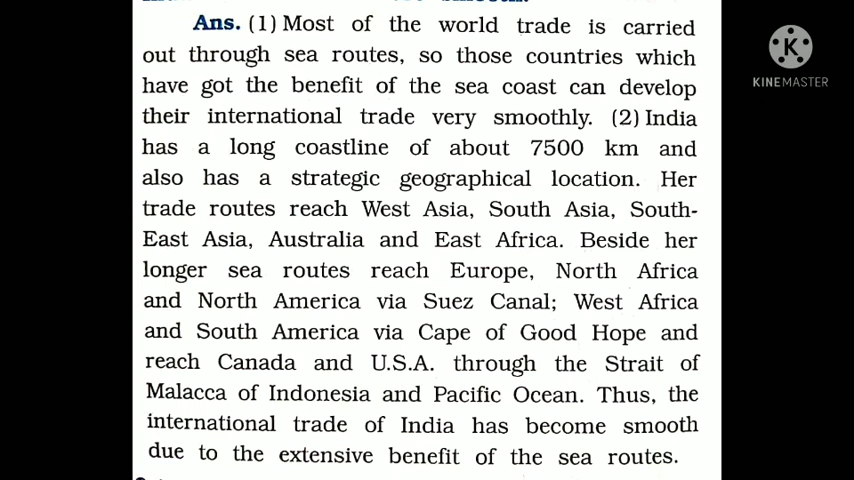 Ans. (1) Most of the world trade is carried
out through sea routes, so those countries which
have got the benefit of the sea coast can develop
their international trade very smoothly. (2) India
has a long coastline of about 7500 km and
also has a strategic geographical location. Her
trade routes reach West Asia, South Asia, South-
East Asia, Australia and East Africa. Beside her
longer sea routes reach Europe, North Africa
and North America via Suez Canal; West Africa
and South America via Cape of Good Hope and
reach Canada and U.S.A. through the Strait of
Malacca of Indonesia and Pacific Ocean. Thus, the
international trade of India has become smooth
due to the extensive benefit of the sea routes.
K
KINEMASTER